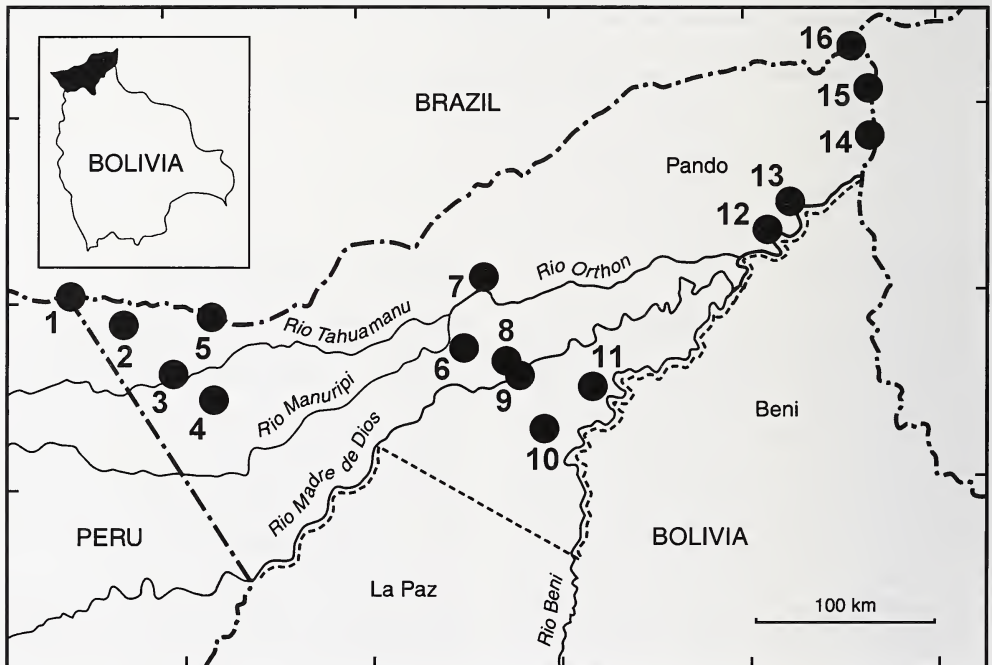 16
BRAZIL
15
BOLIVIA
14
Pando
13
12
Rio Orthon
7
1
2
5
Rio Tahuamanu
8
6
11
3
9
4
Rio Manuripi
Beni
10
Rio Madre de Dios
PERU
BOLIVIA
La Paz
Rio Beni
100 km